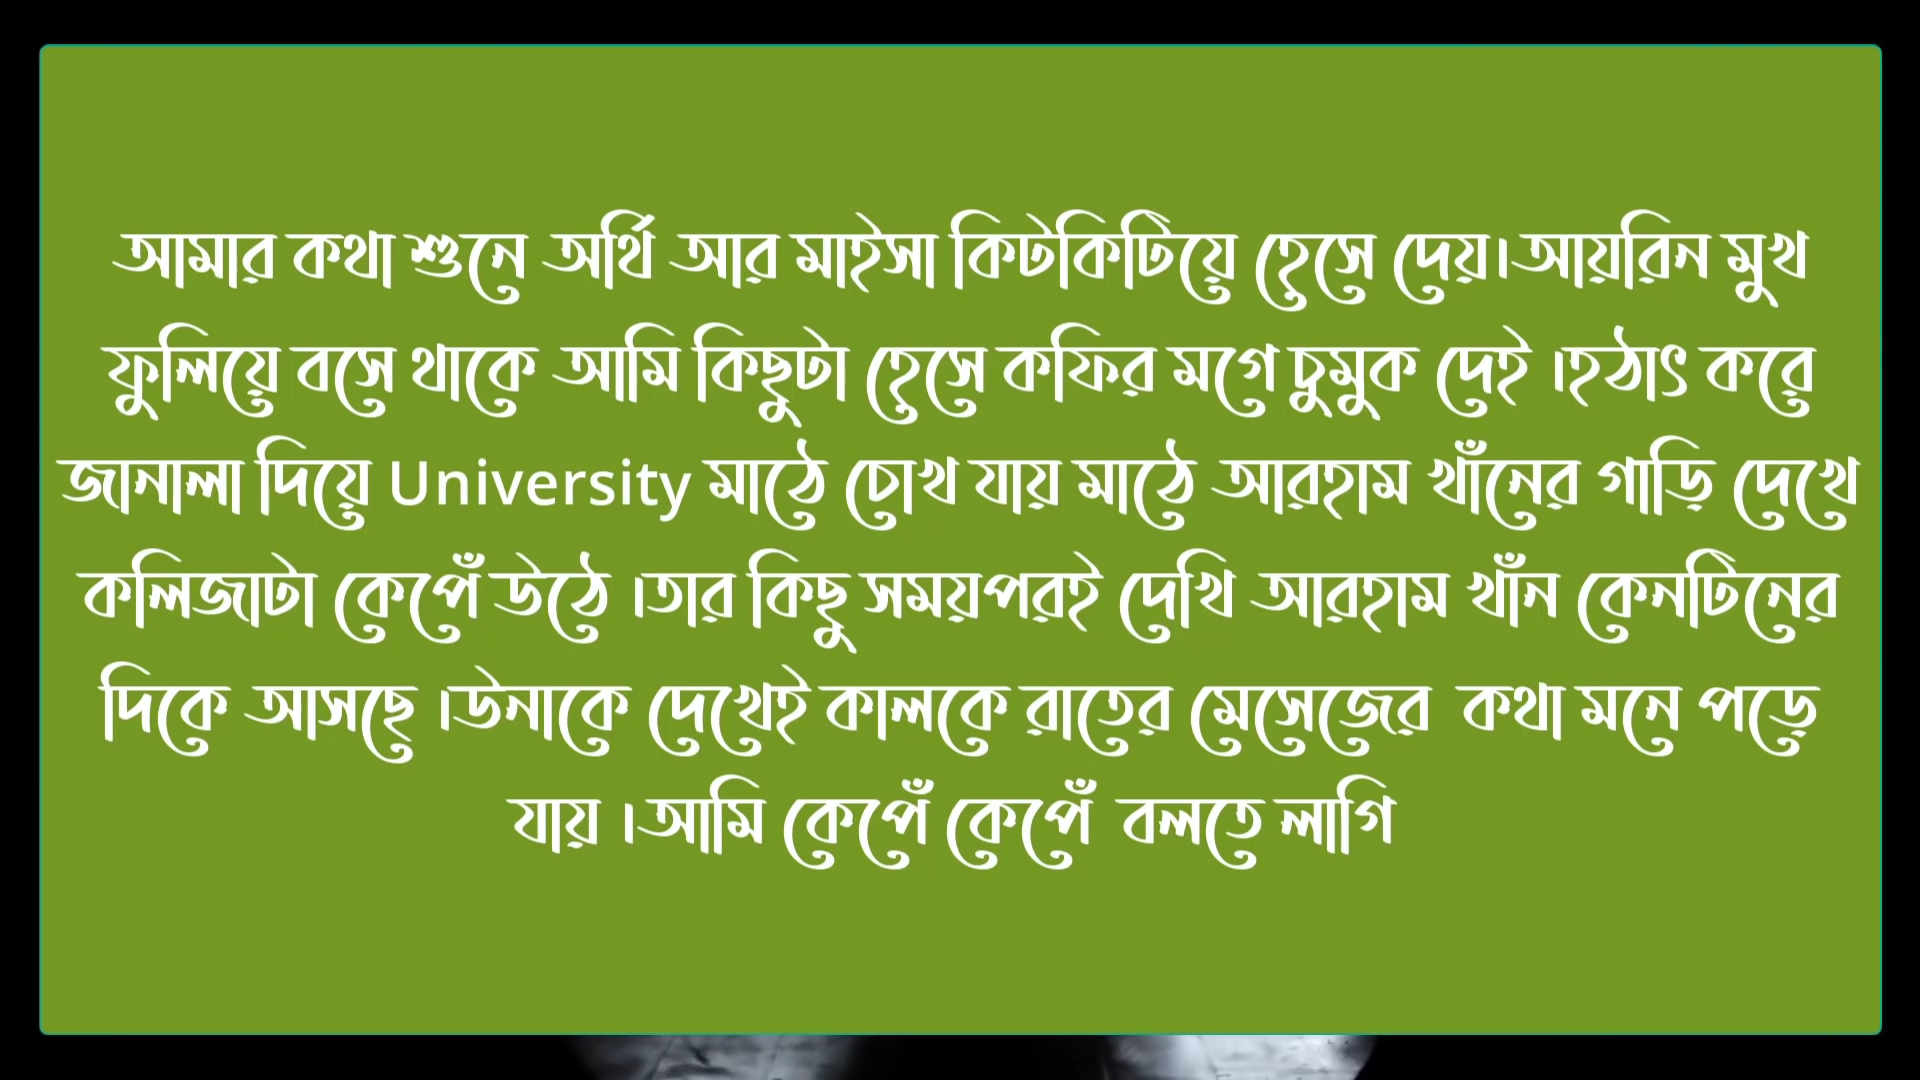 আমার কথা শুনে অর্থি আর মাইসা কিটকিটিয়ে হেসে দেয়।আয়রিন মুখ
ফুলিয়ে বসে থাকে আমি কিছুটা হেসে কফির মগে চুমুক দেই ।হঠাৎ করে
জানালা দিয়ে University মাঠে চোখ যায় মাঠে আরহাম খাঁনের গাড়ি দেখে
কলিজাটা কেপেঁ উঠে ।তার কিছু সময়পরই দেখি আরহাম খাঁন কেনটিনের
দিকে আসছে ।উনাকে দেখেই কালকে রাতের মেসেজের কথা মনে পড়ে
যায় ।আমি কেপেঁ কেপেঁ বলতে লাগি